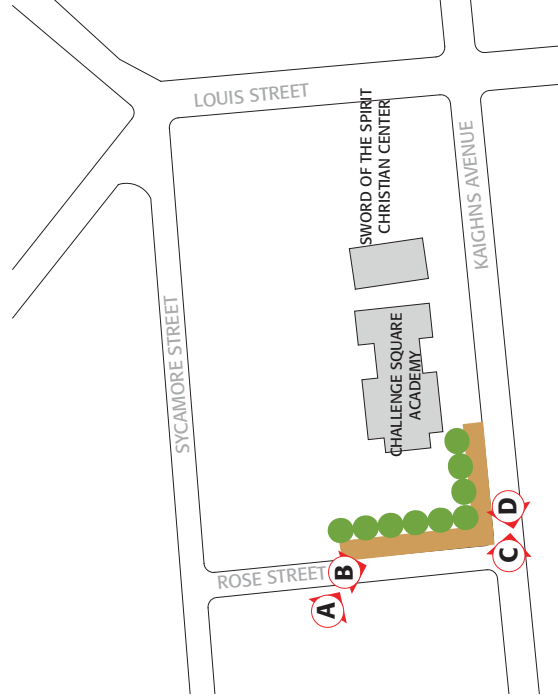 LOUIS STREET
SWORD OF THE SPIRIT
CHRISTIAN CENTER
KAIGHNS AVENUE
SYCAMORE STREET
CHALLENGE SQUARE
ACADEMY
ROSE STREET
A
B
C
D